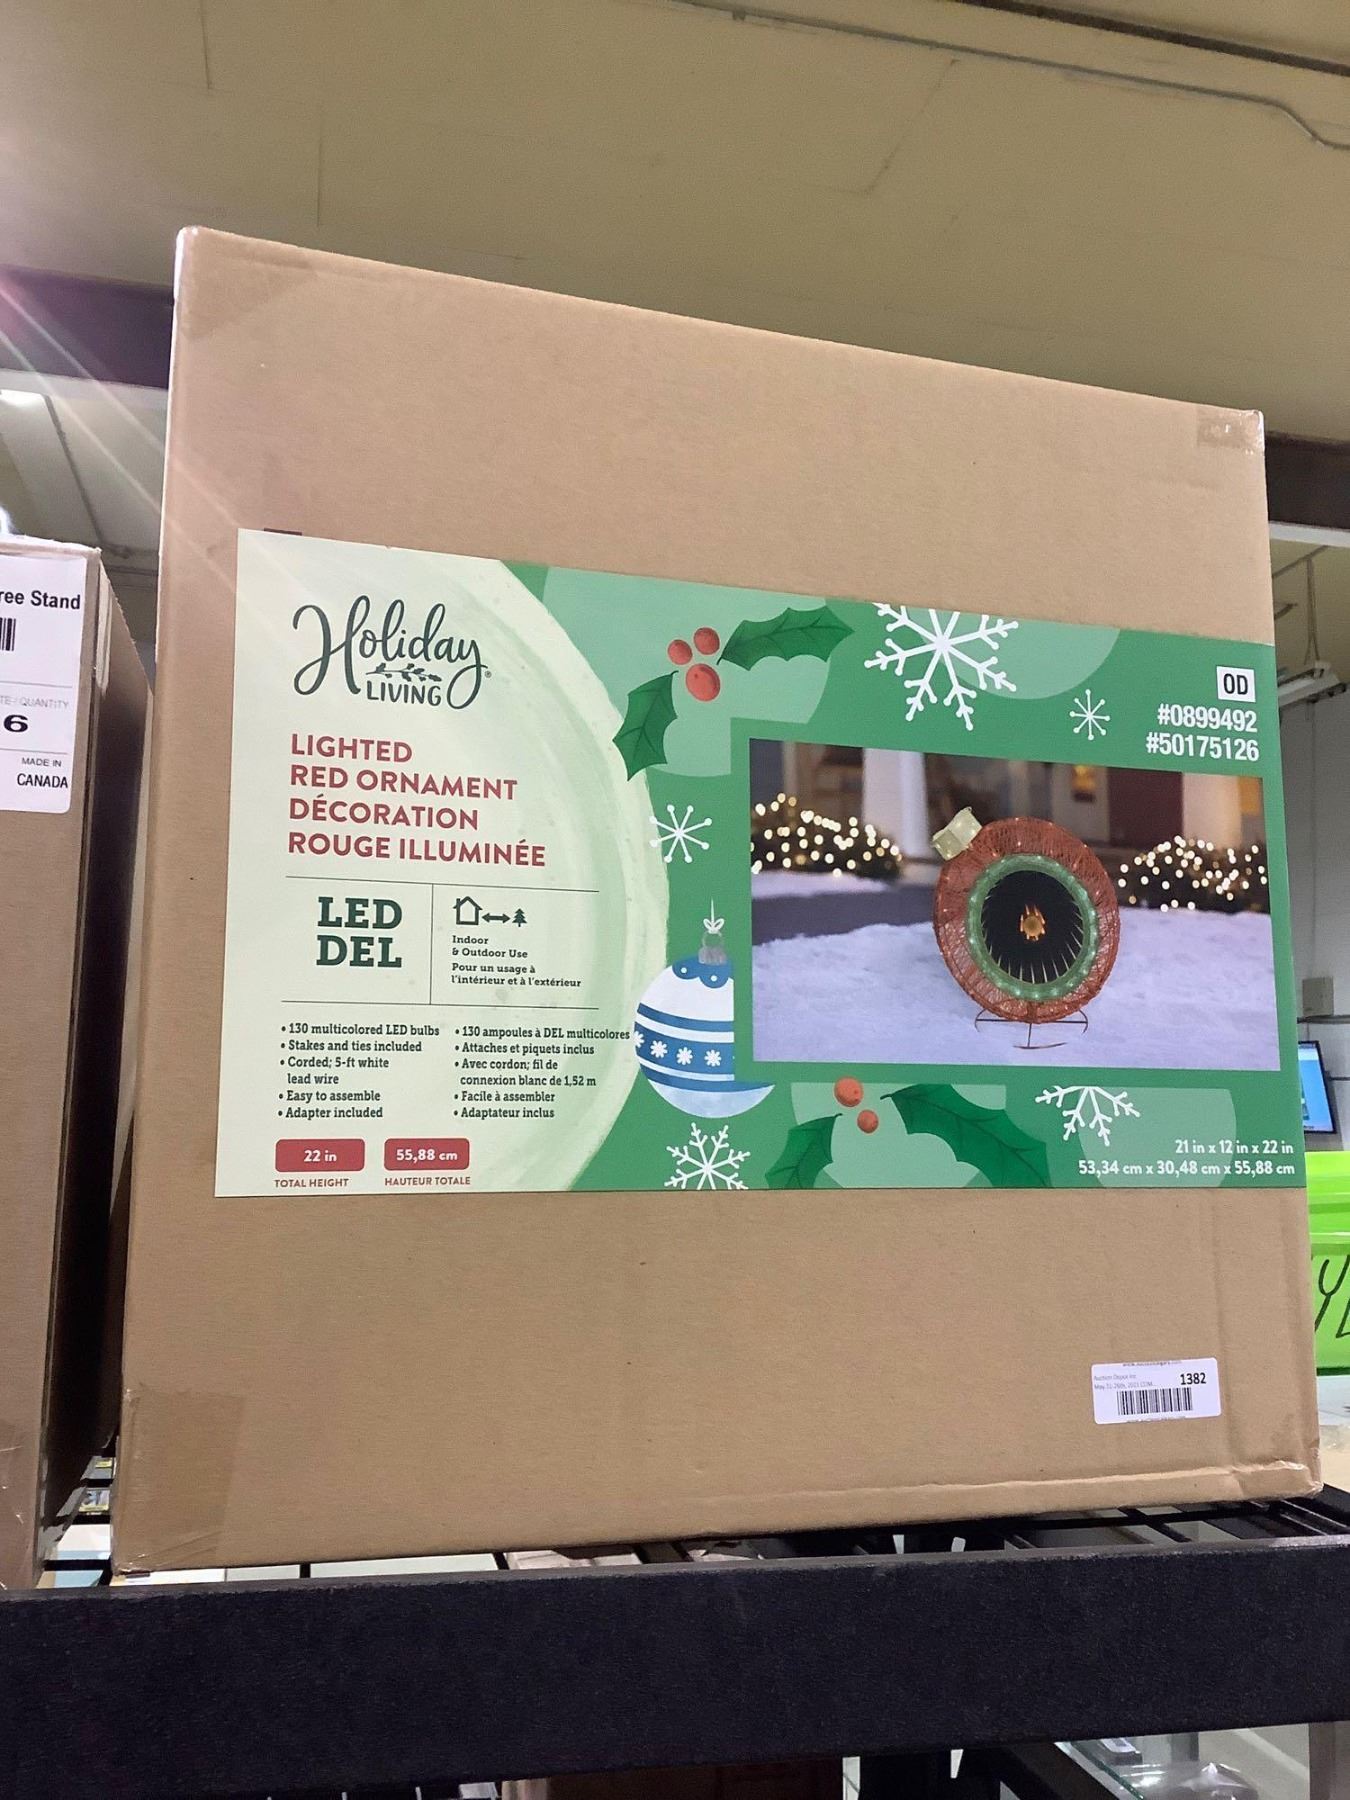 ree Stand
QUANTITY
6
MADE IN
CANADA
Holiday
LIVING®
LIGHTED
RED ORNAMENT
DÉCORATION
ROUGE ILLUMINÉE
LED
DEL
Indoor
& Outdoor Use
Pour un usage à
l'intérieur et à l'extérieur
• 130 multicolored LED bulbs
• Stakes and ties included
• Corded; 5-ft white
lead wire
• Easy to assemble
• Adapter included
• 130 ampoules à DEL multicolores
• Attaches et piquets inclus
• Avec cordon; fil de
connexion blanc de 1,52 m
• Facile à assembler
• Adaptateur inclus
22 in
TOTAL HEIGHT
55,88 cm
HAUTEUR TOTALE
OD
#0899492
#50175126
21 in x 12 in x 22 in
53,34 cm x 30,48 cm x 55,88 cm
Auction Depot Inc
1382